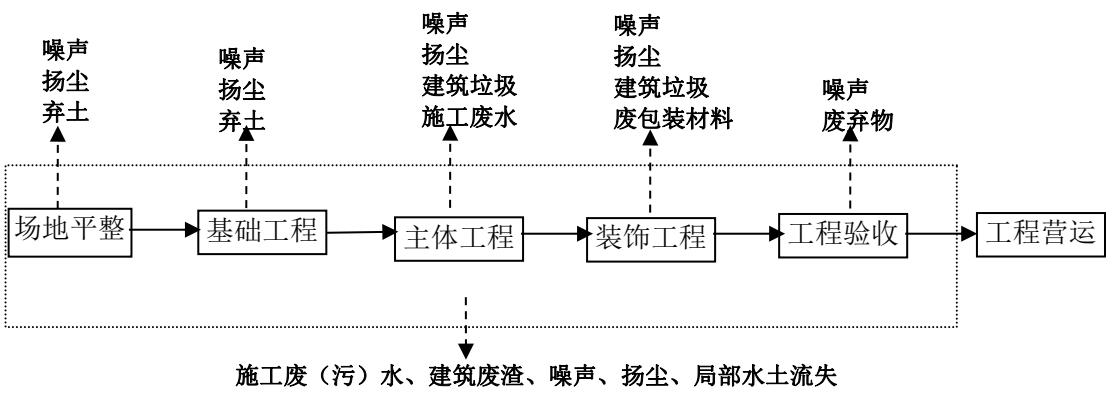 噪声
扬尘
弃土
噪声
扬尘
弃土
噪声
扬尘
建筑垃圾
施工废水
噪声
扬尘
建筑垃圾
废包装材料
噪声
废弃物
场地平整
基础工程
主体工程
装饰工程
工程验收
工程营运
施工废（污）水、建筑废渣、噪声、扬尘、局部水土流失